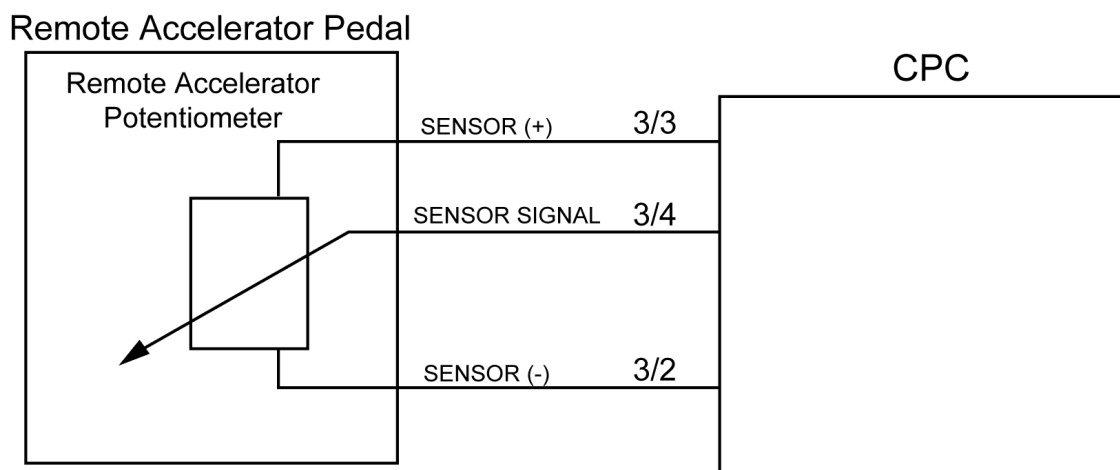 Remote Accelerator Pedal
Remote Accelerator
Potentiometer
CPC
SENSOR (+) 3/3
SENSOR SIGNAL 3/4
SENSOR (-) 3/2